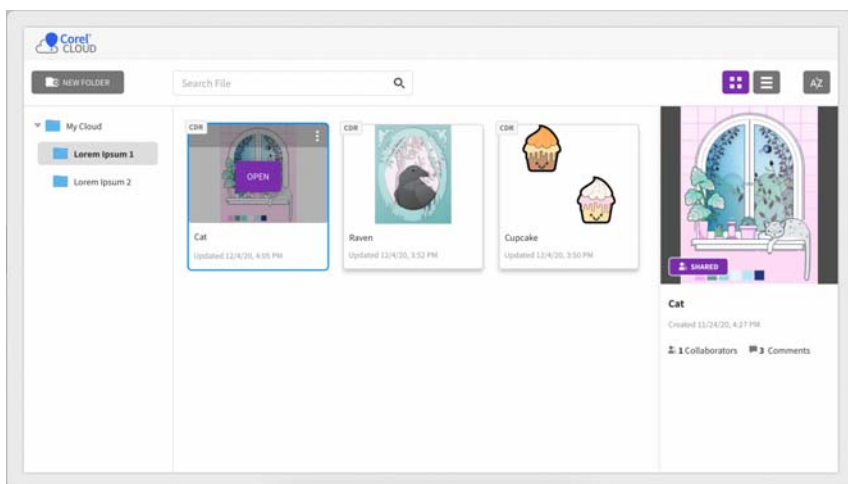 Corel
CLOUD
NEW FOLDER
Search File
AZ
My Cloud
Lorem Ipsum 1
Lorem Ipsum 2
CDR
OPEN
Cat
Updated 12/4/20, 4:05 PM
CDR
Raven
Updated 12/4/20, 3:52 PM
CDR
Cupcake
Updated 12/4/20, 3:50 PM
SHARED
Cat
Created 11/24/20, 4:27 PM
1 Collaborators 3 Comments